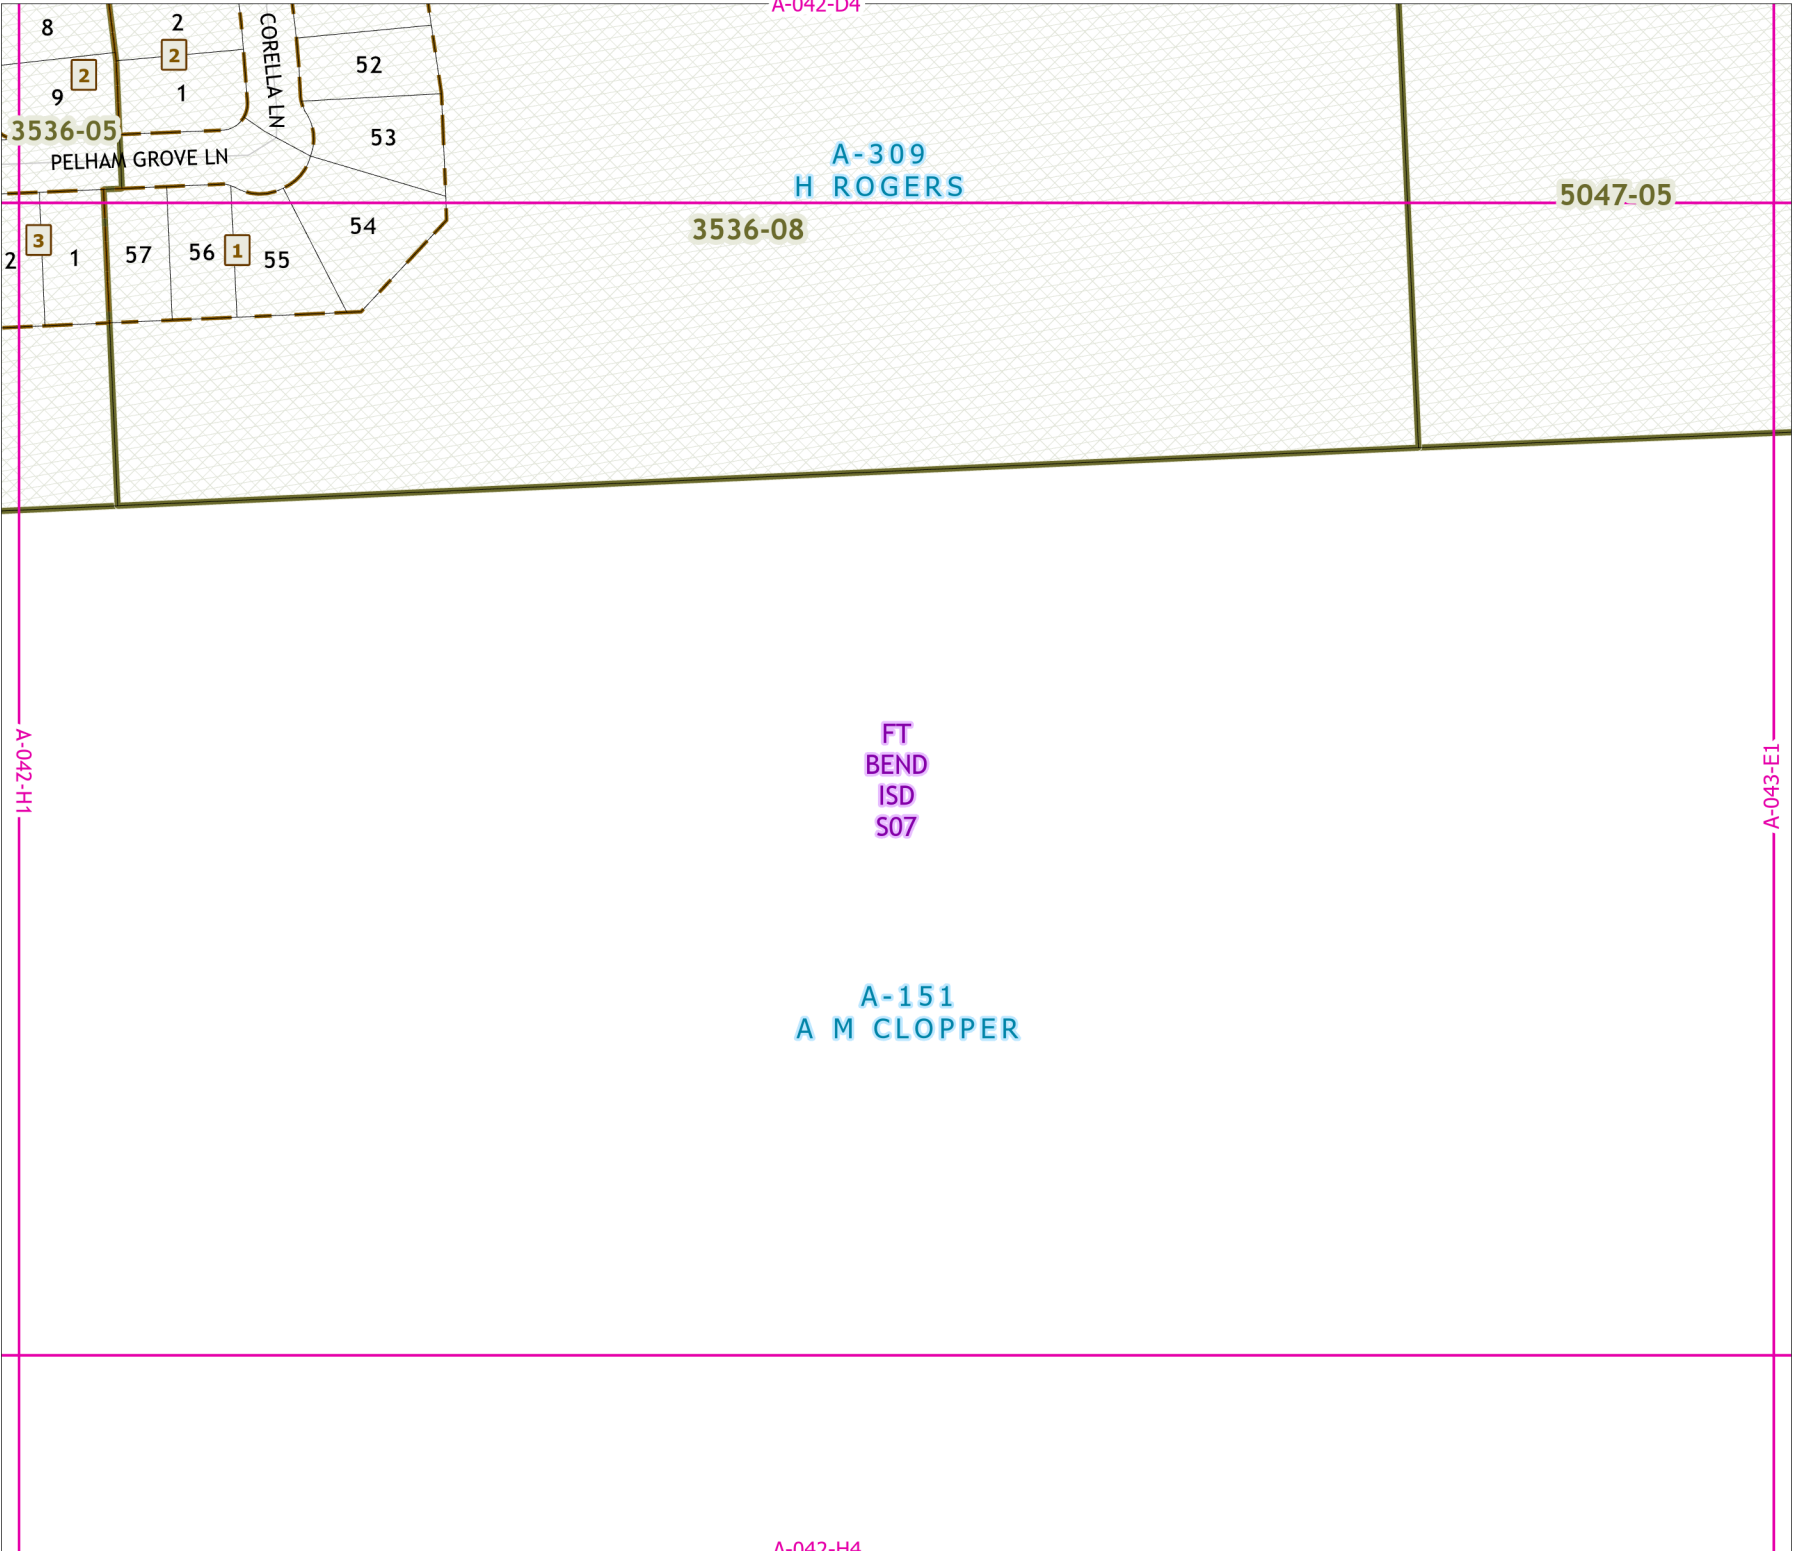 A-042-D4
8
2
CORELLA LN
52
2
2
9
1
3536-05
53
PELHAM GROVE LN
A-309
H ROGERS
5047-05
3536-08
54
3
2
1
57
56
1
55
FT
BEND
ISD
S07
A-042-H1
A-043-E1
A-151
A M CLOPPER
A-042-H4